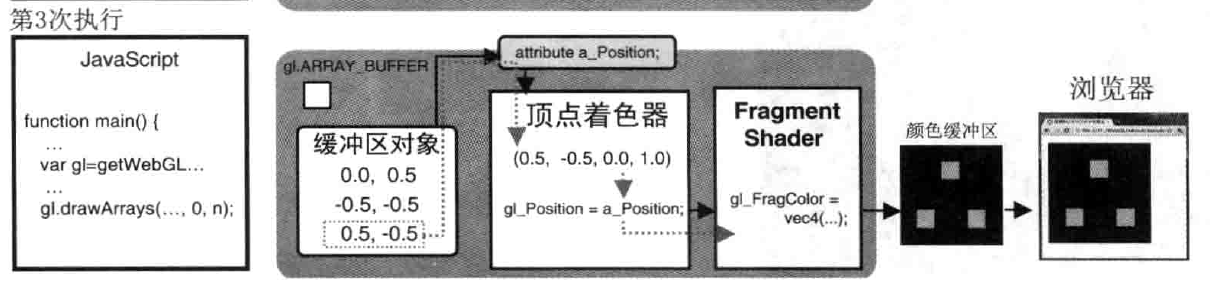 第3次执行
JavaScript
function main() {
...
var gl=getWebGL...
...
gl.drawArrays(..., 0, n);
gl.ARRAY_BUFFER
attribute a_Position;
缓冲区对象
0.0, 0.5
-0.5, -0.5
0.5, -0.5
顶点着色器
(0.5, -0.5, 0.0, 1.0)
gl_Position = a_Position;
Fragment
Shader
gl_FragColor =
vec4(...);
颜色缓冲区
浏览器